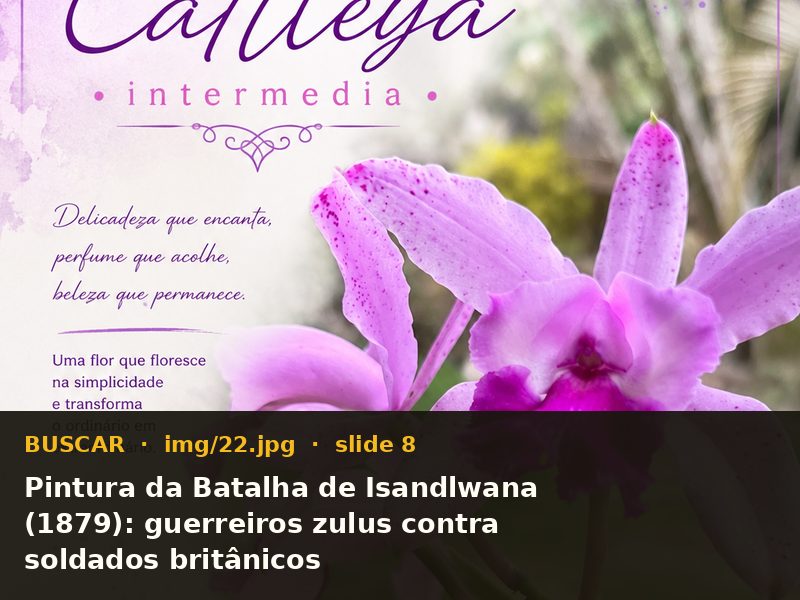 Cattleya
• intermedia •
Delicadeza que encanta,
perfume que acolhe,
beleza que permanece.
Uma flor que floresce
na simplicidade
e transforma
o ordinário em
BUSCAR · img/22.jpg · slide 8
Pintura da Batalha de Isandlwana
(1879): guerreiros zulus contra
soldados britânicos